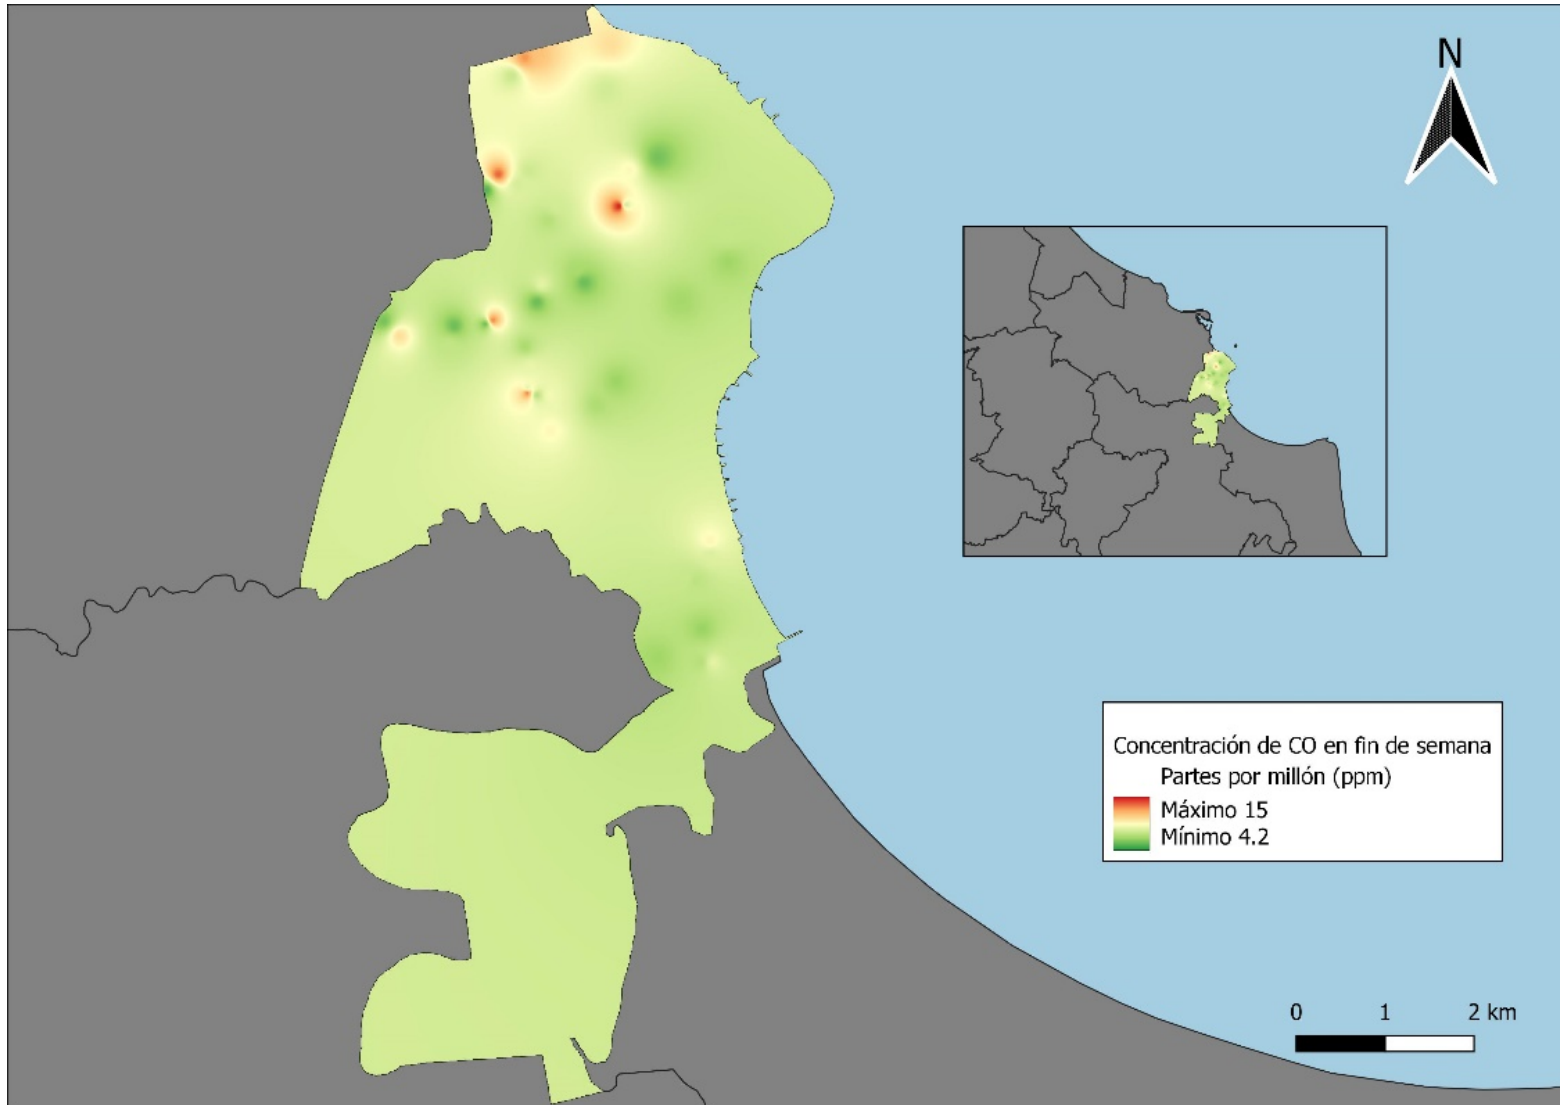 N
Concentración de CO en fin de semana
Partes por millón (ppm)
Máximo 15
Mínimo 4.2
0 1 2 km